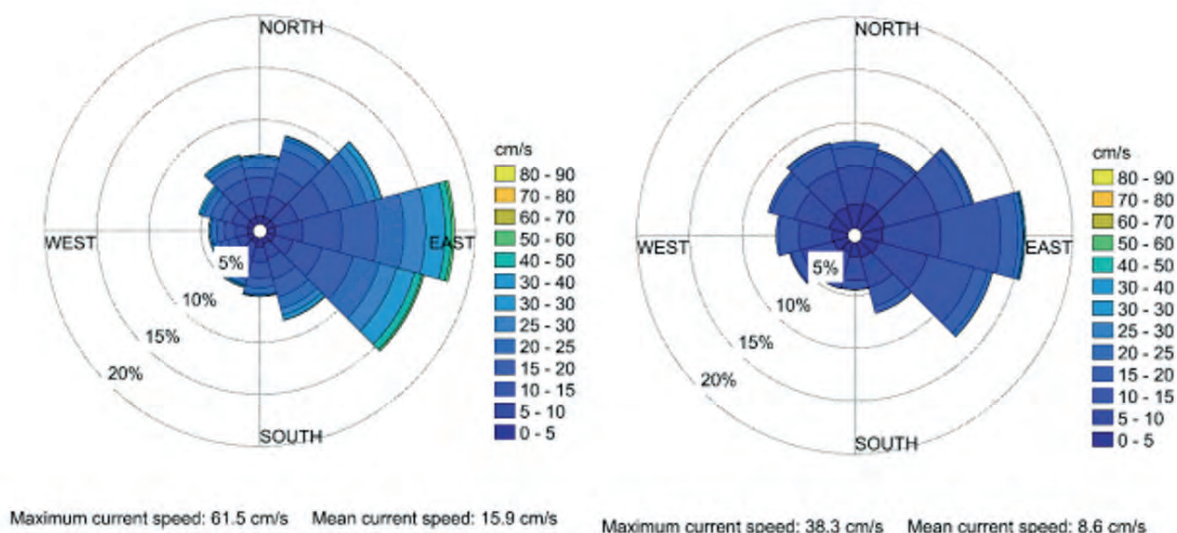 NORTH
WEST
EAST
SOUTH
5%
10%
15%
20%
cm/s
80 - 90
70 - 80
60 - 70
50 - 60
40 - 50
30 - 40
30 - 30
25 - 30
20 - 25
15 - 20
10 - 15
5 - 10
0 - 5
Maximum current speed: 61.5 cm/s Mean current speed: 15.9 cm/s
NORTH
WEST
EAST
SOUTH
5%
10%
15%
20%
cm/s
80 - 90
70 - 80
60 - 70
50 - 60
40 - 50
30 - 40
30 - 30
25 - 30
20 - 25
15 - 20
10 - 15
5 - 10
0 - 5
Maximum current speed: 38.3 cm/s Mean current speed: 8.6 cm/s